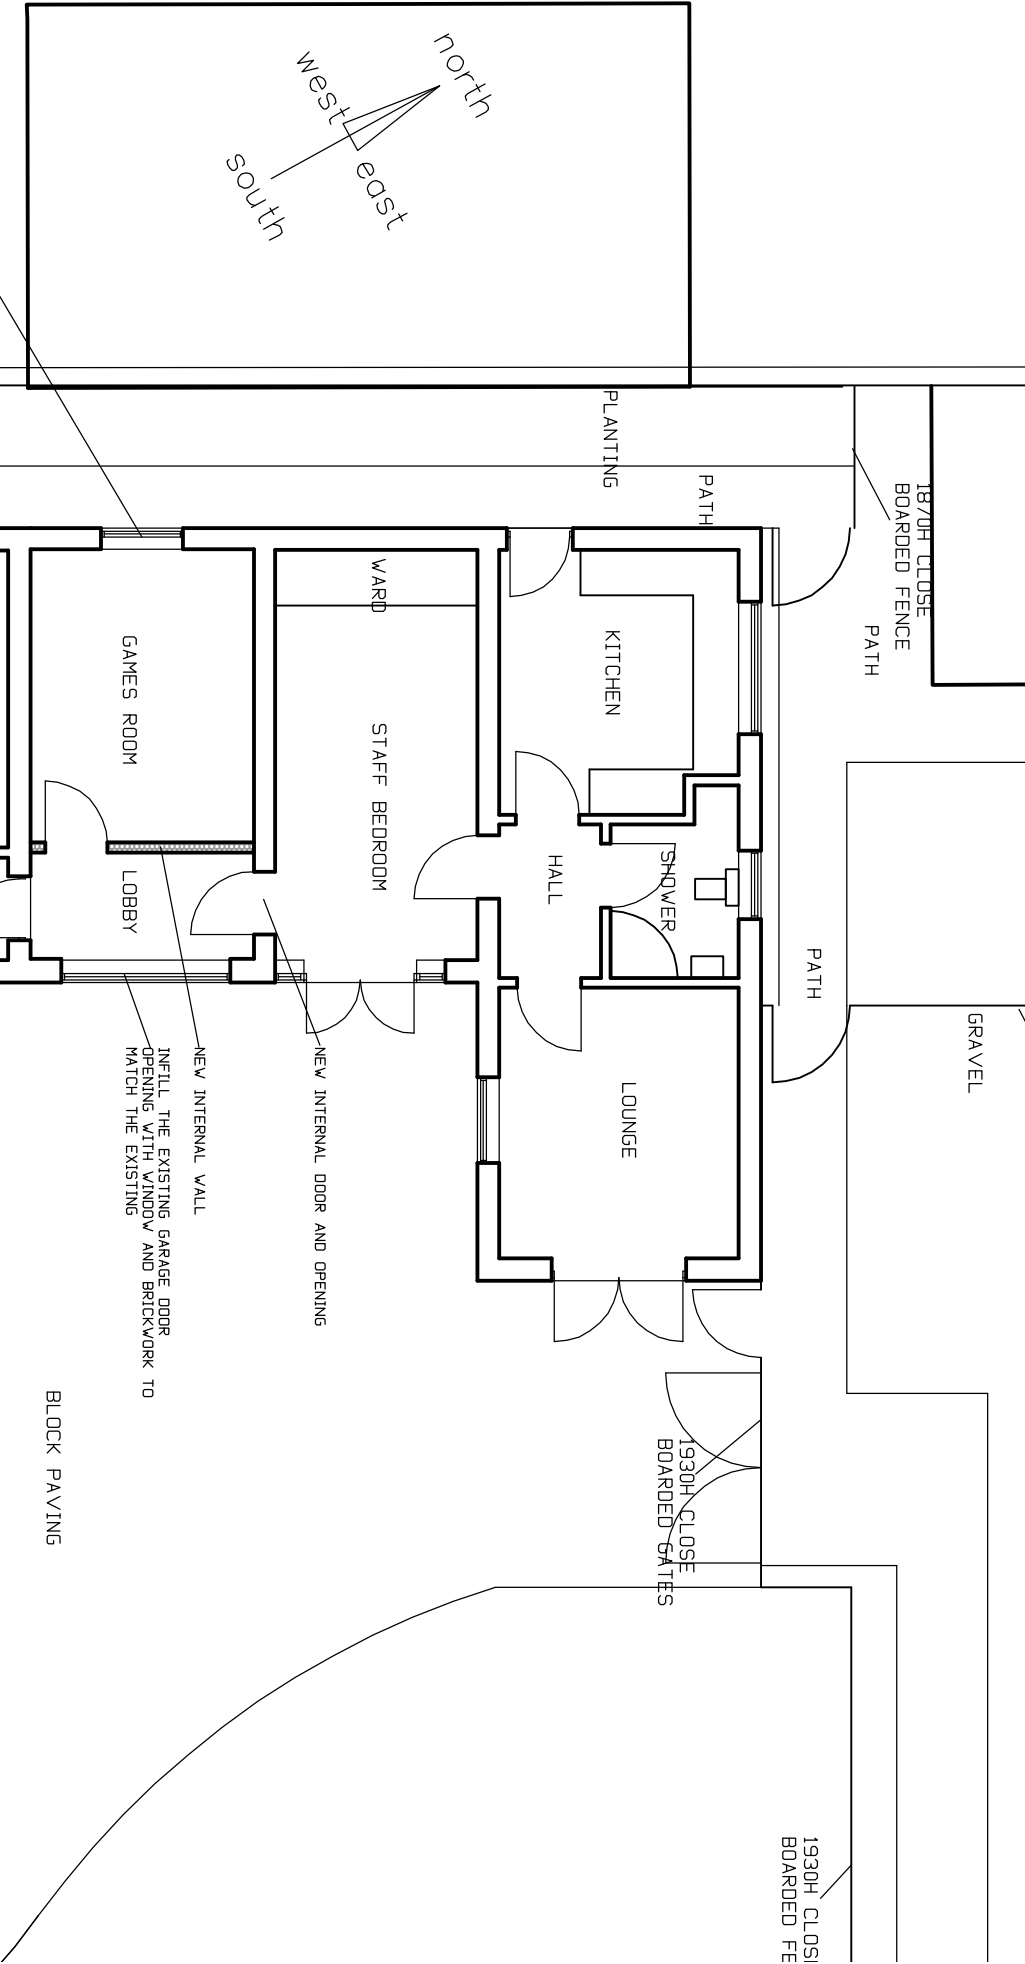 north
west
east
south
PLANTING
PATH
1870H CLOSE
BOARDED FENCE
PATH
WARD
KITCHEN
GAMES ROOM
STAFF BEDROOM
HALL
SHOWER
LOBBY
PATH
GRAVEL
LOUNGE
NEW INTERNAL DOOR AND OPENING
NEW INTERNAL WALL
INFILL THE EXISTING GARAGE DOOR
OPENING WITH WINDOW AND BRICKWORK TO
MATCH THE EXISTING
BLOCK PAVING
1930H CLOSE
BOARDED GATES
1930H CLOS
BOARDED FE